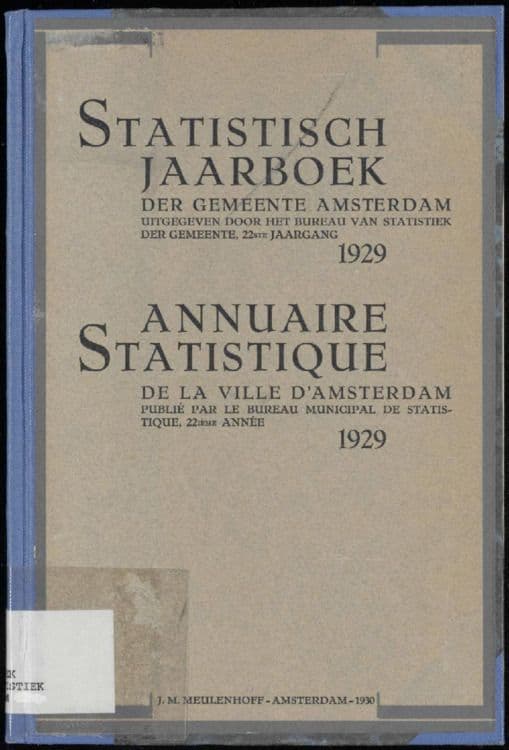 STATISTISCH
JAARBOEK
DER GEMEENTE AMSTERDAM
UITGEGEVEN DOOR HET BUREAU VAN STATISTIEK
DER GEMEENTE, 22STE JAARGANG
1929
ANNUAIRE
STATISTIQUE
DE LA VILLE D'AMSTERDAM
PUBLIÉ PAR LE BUREAU MUNICIPAL DE STATIS-
TIQUE, 22IÈME ANNÉE
1929
J. M. MEULENHOFF - AMSTERDAM - 1930